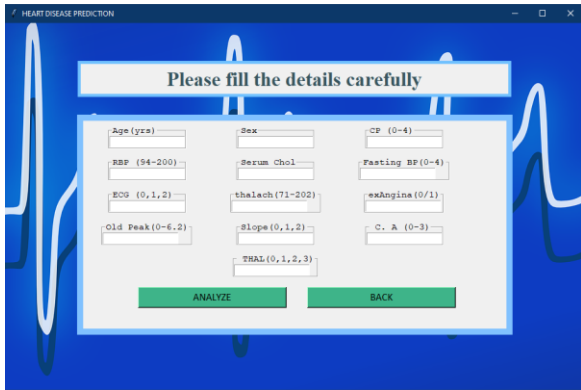 HEART DISEASE PREDICTION
Please fill the details carefully
Age(yrs) Sex CP (0-4)
RBP (94-200) Serum Chol Fasting BP(0-4)
ECG (0,1,2) thalach(71-202) exAngina(0/1)
Old Peak(0-6.2) Slope(0,1,2) C. A (0-3)
THAL(0,1,2,3)
ANALYZE BACK